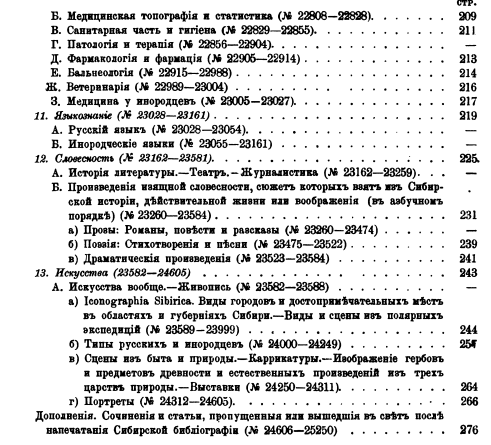 стр.
Б. Медицинская топографія и статистика (№ 22808—22828). . . . . . . . 209
В. Санитарная часть и гигіена (№ 22829—22855). . . . . . . . 211
Г. Патологія и терапія (№ 22856—22904). . . . . . . . —
Д. Фармакологія и фармація (№ 22905—22914) . . . . . . . . 213
Е. Бальнеологія (№ 22915—22988) . . . . . . . . 214
Ж. Ветеринарія (№ 22989—23004) . . . . . . . . 216
З. Медицина у инородцевъ (№ 23005—23027). . . . . . . . 217
11. Языкознаніе (№ 23028—23161) . . . . . . . . 219
А. Русскій языкъ (№ 23028—23054). . . . . . . . —
Б. Инородческіе языки (№ 23055—23161) . . . . . . . . —
12. Словесность (№ 23162—23581). . . . . . . . 225
А. Исторія литературы.—Театръ.—Журналистика (№ 23162—23259). . . —
Б. Произведенія изящной словесности, сюжетъ которыхъ взятъ изъ Сибир-
ской исторіи, дѣйствительной жизни или воображенія (въ азбучномъ
порядкѣ) (№ 23260—23584) . . . . . . . . 231
а) Прозы: Романы, повѣсти и разсказы (№ 23260—23474) . . . . —
б) Поэзія: Стихотворенія и пѣсни (№ 23475—23522) . . . . . . 239
в) Драматическія произведенія (№ 23523—23584) . . . . . . 241
13. Искусства (23582—24605) . . . . . . . . 243
А. Искусства вообще.—Живопись (№ 23582—23588) . . . . . . —
а) Iconographia Sibirica. Виды городовъ и достопримѣчательныхъ мѣстъ
въ областяхъ и губерніяхъ Сибири.—Виды и сцены изъ полярныхъ
экспедицій (№ 23589—23999) . . . . . . . . 244
б) Типы русскихъ и инородцевъ (№ 24000—24249) . . . . . . 257
в) Сцены изъ быта и природы.—Каррикатуры.—Изображеніе гербовъ
и предметовъ древности и естественныхъ произведеній изъ трехъ
царствъ природы.—Выставки (№ 24250—24311). . . . . . 264
г) Портреты (№ 24312—24605). . . . . . . . 266
Дополненія. Сочиненія и статьи, пропущенныя или вышедшія въ свѣтъ послѣ
напечатанія Сибирской библіографіи (№ 24606—25250) . . . . . . 276